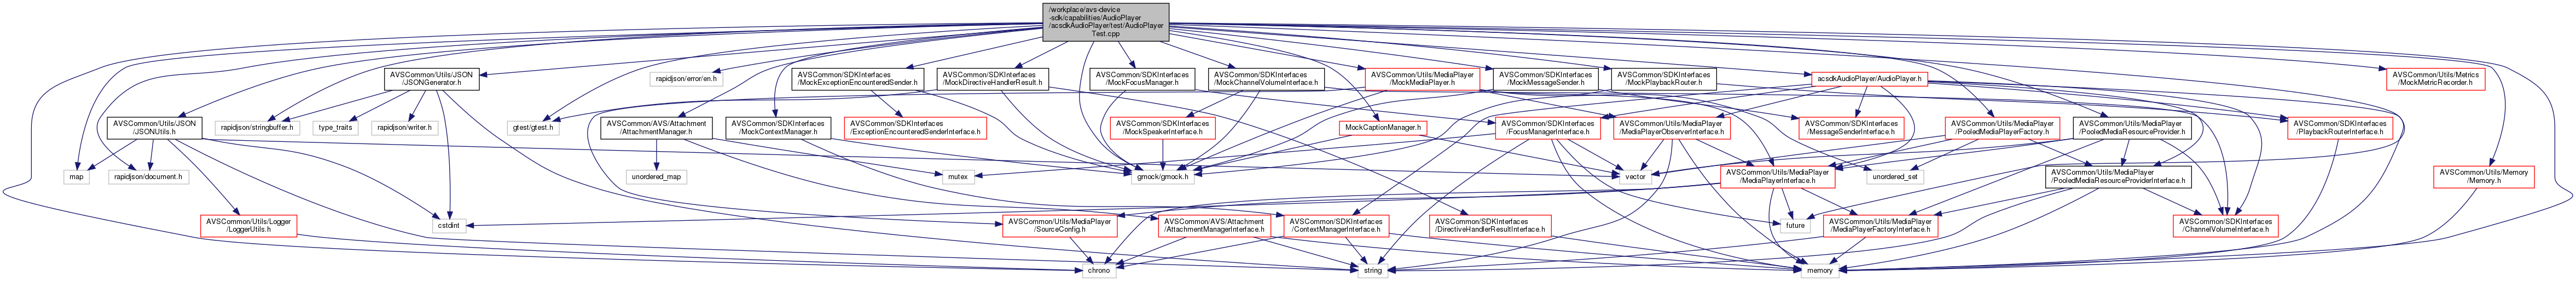 /workplace/avs-device
-sdk/capabilities/AudioPlayer
/acsdkAudioPlayer/test/AudioPlayer
Test.cpp
AVSCommon/Utils/JSON
/JSONGenerator.h
rapidjson/error/en.h
AVSCommon/SDKInterfaces
/MockExceptionEncounteredSender.h
AVSCommon/SDKInterfaces
/MockDirectiveHandlerResult.h
AVSCommon/SDKInterfaces
/MockFocusManager.h
AVSCommon/SDKInterfaces
/MockChannelVolumeInterface.h
AVSCommon/Utils/MediaPlayer
/MockMediaPlayer.h
AVSCommon/SDKInterfaces
/MockMessageSender.h
AVSCommon/SDKInterfaces
/MockPlaybackRouter.h
acsdkAudioPlayer/AudioPlayer.h
AVSCommon/Utils/Metrics
/MockMetricRecorder.h
AVSCommon/Utils/JSON
/JSONUtils.h
rapidjson/stringbuffer.h
type_traits
rapidjson/writer.h
gtest/gtest.h
AVSCommon/AVS/Attachment
/AttachmentManager.h
AVSCommon/SDKInterfaces
/MockContextManager.h
AVSCommon/SDKInterfaces
/ExceptionEncounteredSenderInterface.h
AVSCommon/SDKInterfaces
/MockSpeakerInterface.h
MockCaptionManager.h
AVSCommon/SDKInterfaces
/FocusManagerInterface.h
AVSCommon/Utils/MediaPlayer
/MediaPlayerObserverInterface.h
AVSCommon/SDKInterfaces
/MessageSenderInterface.h
AVSCommon/Utils/MediaPlayer
/PooledMediaPlayerFactory.h
AVSCommon/Utils/MediaPlayer
/PooledMediaResourceProvider.h
AVSCommon/SDKInterfaces
/PlaybackRouterInterface.h
map
rapidjson/document.h
unordered_map
mutex
gmock/gmock.h
vector
AVSCommon/Utils/MediaPlayer
/MediaPlayerInterface.h
unordered_set
AVSCommon/Utils/MediaPlayer
/PooledMediaResourceProviderInterface.h
AVSCommon/Utils/Memory
/Memory.h
AVSCommon/Utils/Logger
/LoggerUtils.h
cstdint
AVSCommon/Utils/MediaPlayer
/SourceConfig.h
AVSCommon/AVS/Attachment
/AttachmentManagerInterface.h
AVSCommon/SDKInterfaces
/ContextManagerInterface.h
AVSCommon/SDKInterfaces
/DirectiveHandlerResultInterface.h
future
AVSCommon/Utils/MediaPlayer
/MediaPlayerFactoryInterface.h
AVSCommon/SDKInterfaces
/ChannelVolumeInterface.h
chrono
string
memory